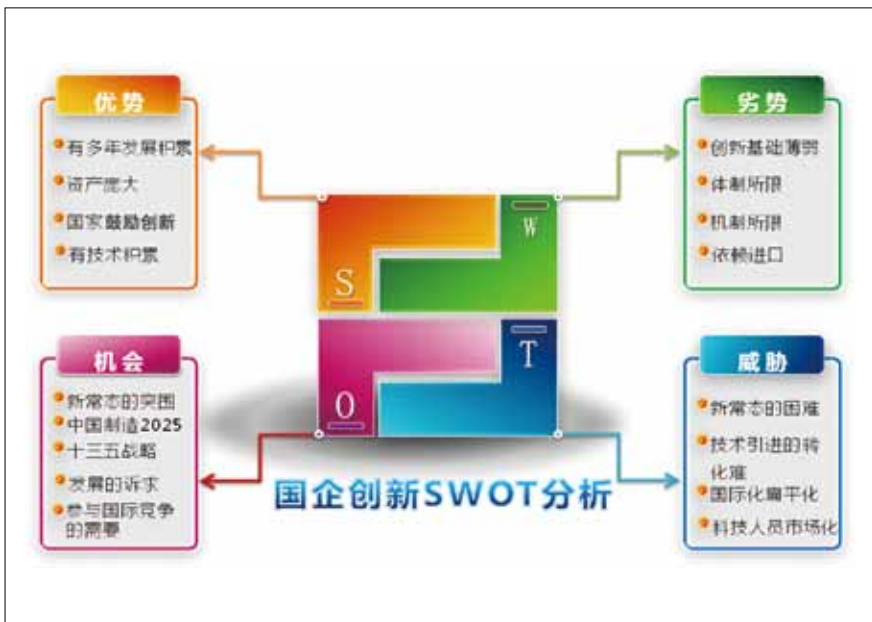 优势
有多年发展积累
资产庞大
国家鼓励创新
有技术积累
劣势
创新基础薄弱
体制所限
机制所限
依赖进口
S
W
O
T
机会
新常态的突围
中国制造2025
十三五战略
发展的诉求
参与国际竞争
的需要
威胁
新常态的困难
技术引进的转
化难
国际化扁平化
科技人员市场化
国企创新SWOT分析